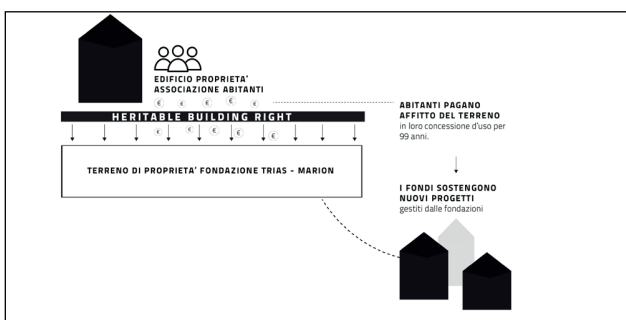 EDIFICIO PROPRIETA'
ASSOCIAZIONE ABITANTI
€ € € € €
HERITABLE BUILDING RIGHT
€ € € € €
TERRENO DI PROPRIETA' FONDAZIONE TRIAS - MARION
ABITANTI PAGANO
AFFITTO DEL TERRENO
in loro concessione d'uso per
99 anni.
I FONDI SOSTENGONO
NUOVI PROGETTI
gestiti dalle fondazioni